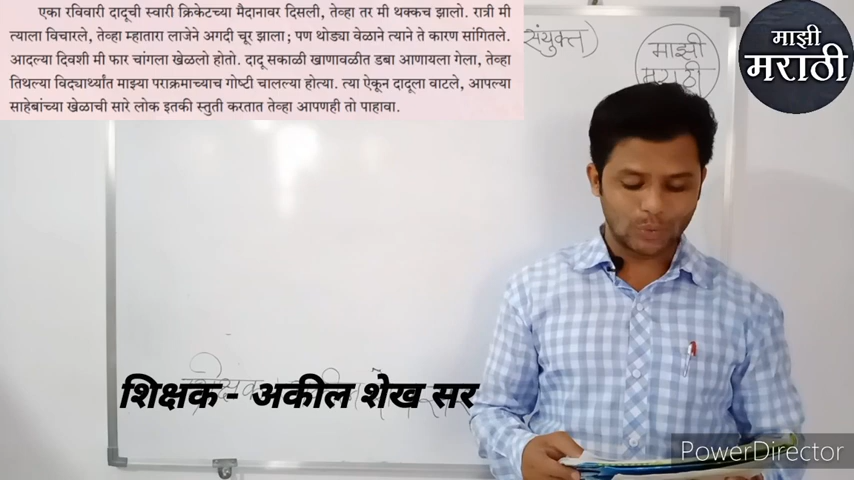 एका रविवारी दादूची स्वारी क्रिकेटच्या मैदानावर दिसली, तेव्हा तर मी थक्कच झालो. रात्री मी
त्याला विचारले, तेव्हा म्हातारा लाजेने अगदी चूर झाला; पण थोड्या वेळाने त्याने ते कारण सांगितले.
आदल्या दिवशी मी फार चांगला खेळलो होतो. दादू सकाळी खाणावळीत डबा आणायला गेला, तेव्हा
तिथल्या विद्यार्थ्यांत माझ्या पराक्रमाच्याच गोष्टी चालल्या होत्या. त्या ऐकून दादूला वाटले, आपल्या
साहेबांच्या खेळाची सारे लोक इतकी स्तुती करतात तेव्हा आपणही तो पाहावा.
संयुक्त)
माझी
मराठी
माझी
मराठी
शिक्षक - अकील शेख सर
PowerDirector